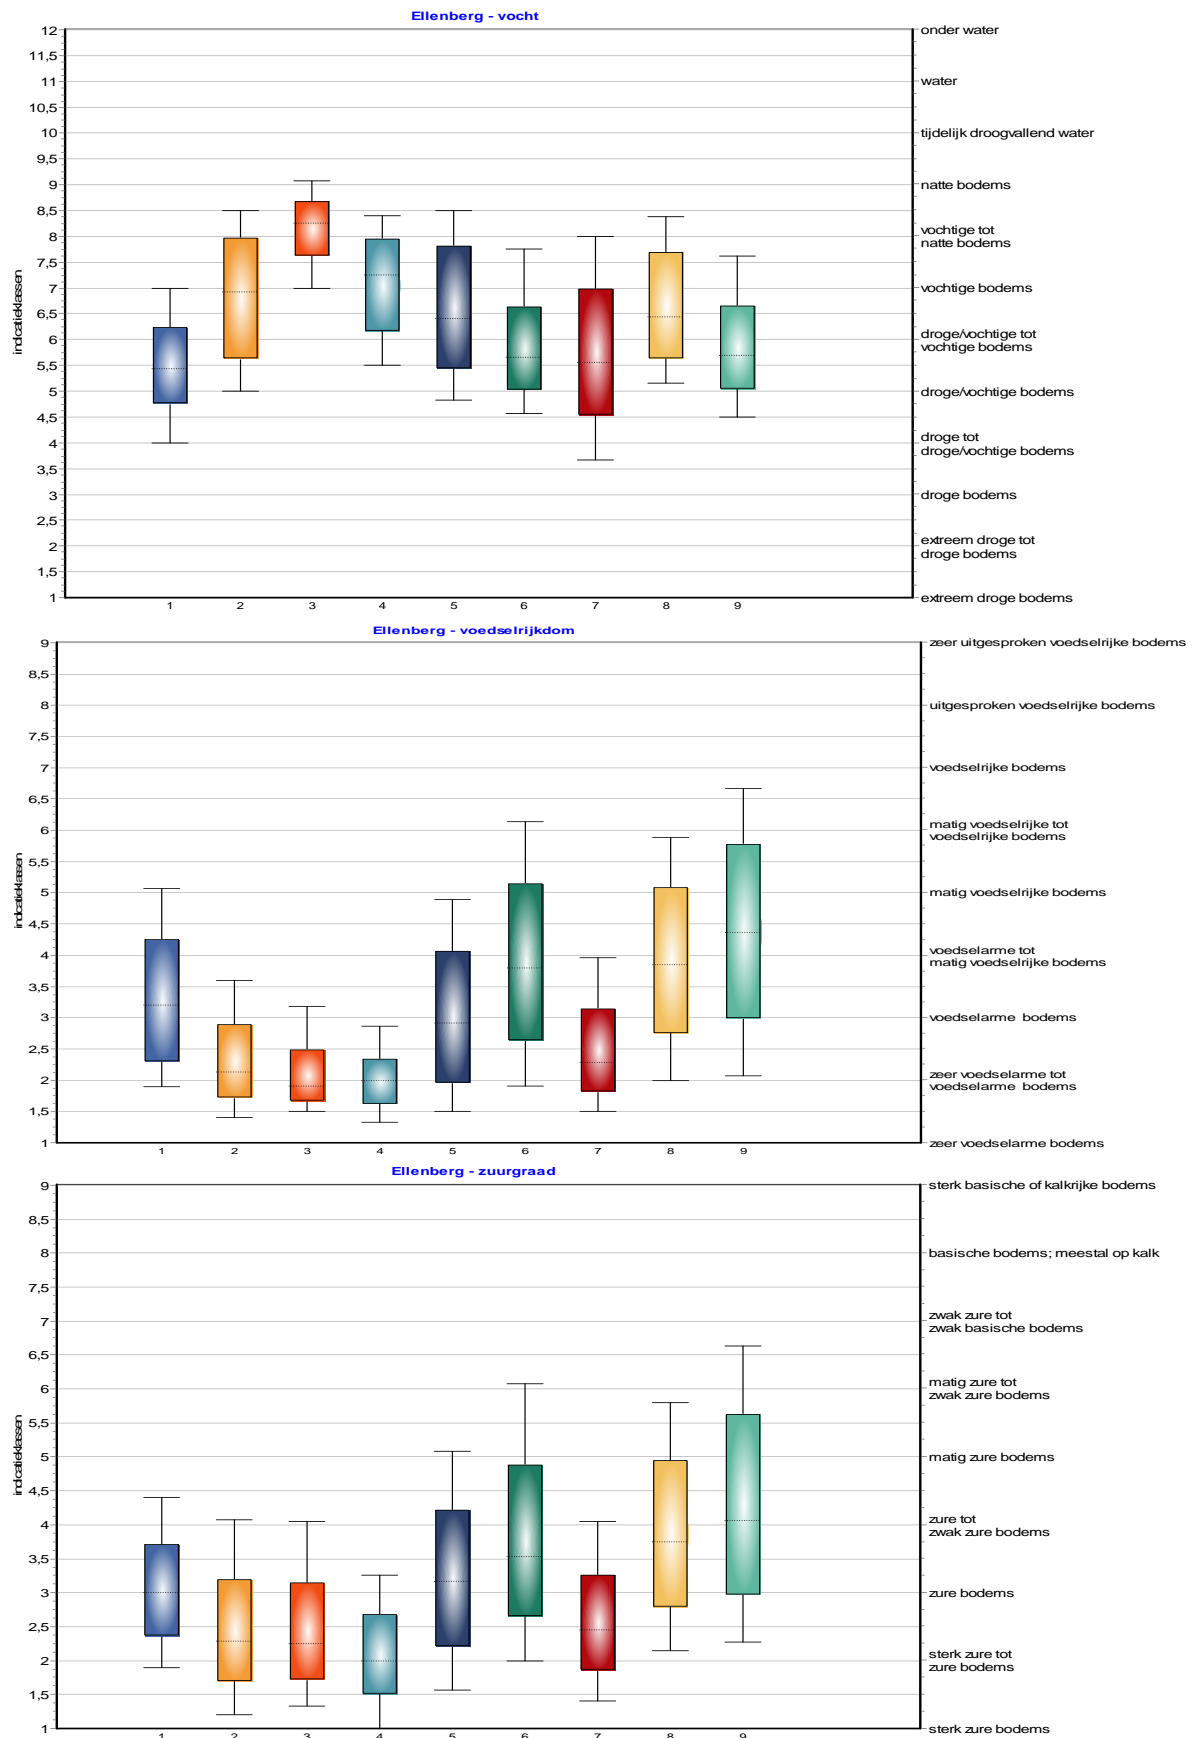 Ellenberg - vocht
12
11,5
11
10,5
10
9,5
9
8,5
8
7,5
7
6,5
6
5,5
5
4,5
4
3,5
3
2,5
2
1,5
1
indicatieklassen
onder water
water
tijdelijk droogvallend water
natte bodems
vochtige tot
natte bodems
vochtige bodems
droge/vochtige tot
vochtige bodems
droge/vochtige bodems
droge tot
droge/vochtige bodems
droge bodems
extreem droge tot
droge bodems
extreem droge bodems
1 2 3 4 5 6 7 8 9
Ellenberg - voedselrijkdom
9
8,5
8
7,5
7
6,5
6
5,5
5
4,5
4
3,5
3
2,5
2
1,5
1
indicatieklassen
zeer uitgesproken voedselrijke bodems
uitgesproken voedselrijke bodems
voedselrijke bodems
matig voedselrijke tot
voedselrijke bodems
matig voedselrijke bodems
voedselarme tot
matig voedselrijke bodems
voedselarme bodems
zeer voedselarme tot
voedselarme bodems
zeer voedselarme bodems
1 2 3 4 5 6 7 8 9
Ellenberg - zuurgraad
9
8,5
8
7,5
7
6,5
6
5,5
5
4,5
4
3,5
3
2,5
2
1,5
1
indicatieklassen
sterk basische of kalkrijke bodems
basische bodems; meestal op kalk
zwak zure tot
zwak basische bodems
matig zure tot
zwak zure bodems
matig zure bodems
zure tot
zwak zure bodems
zure bodems
sterk zure tot
zure bodems
sterk zure bodems
1 2 3 4 5 6 7 8 9